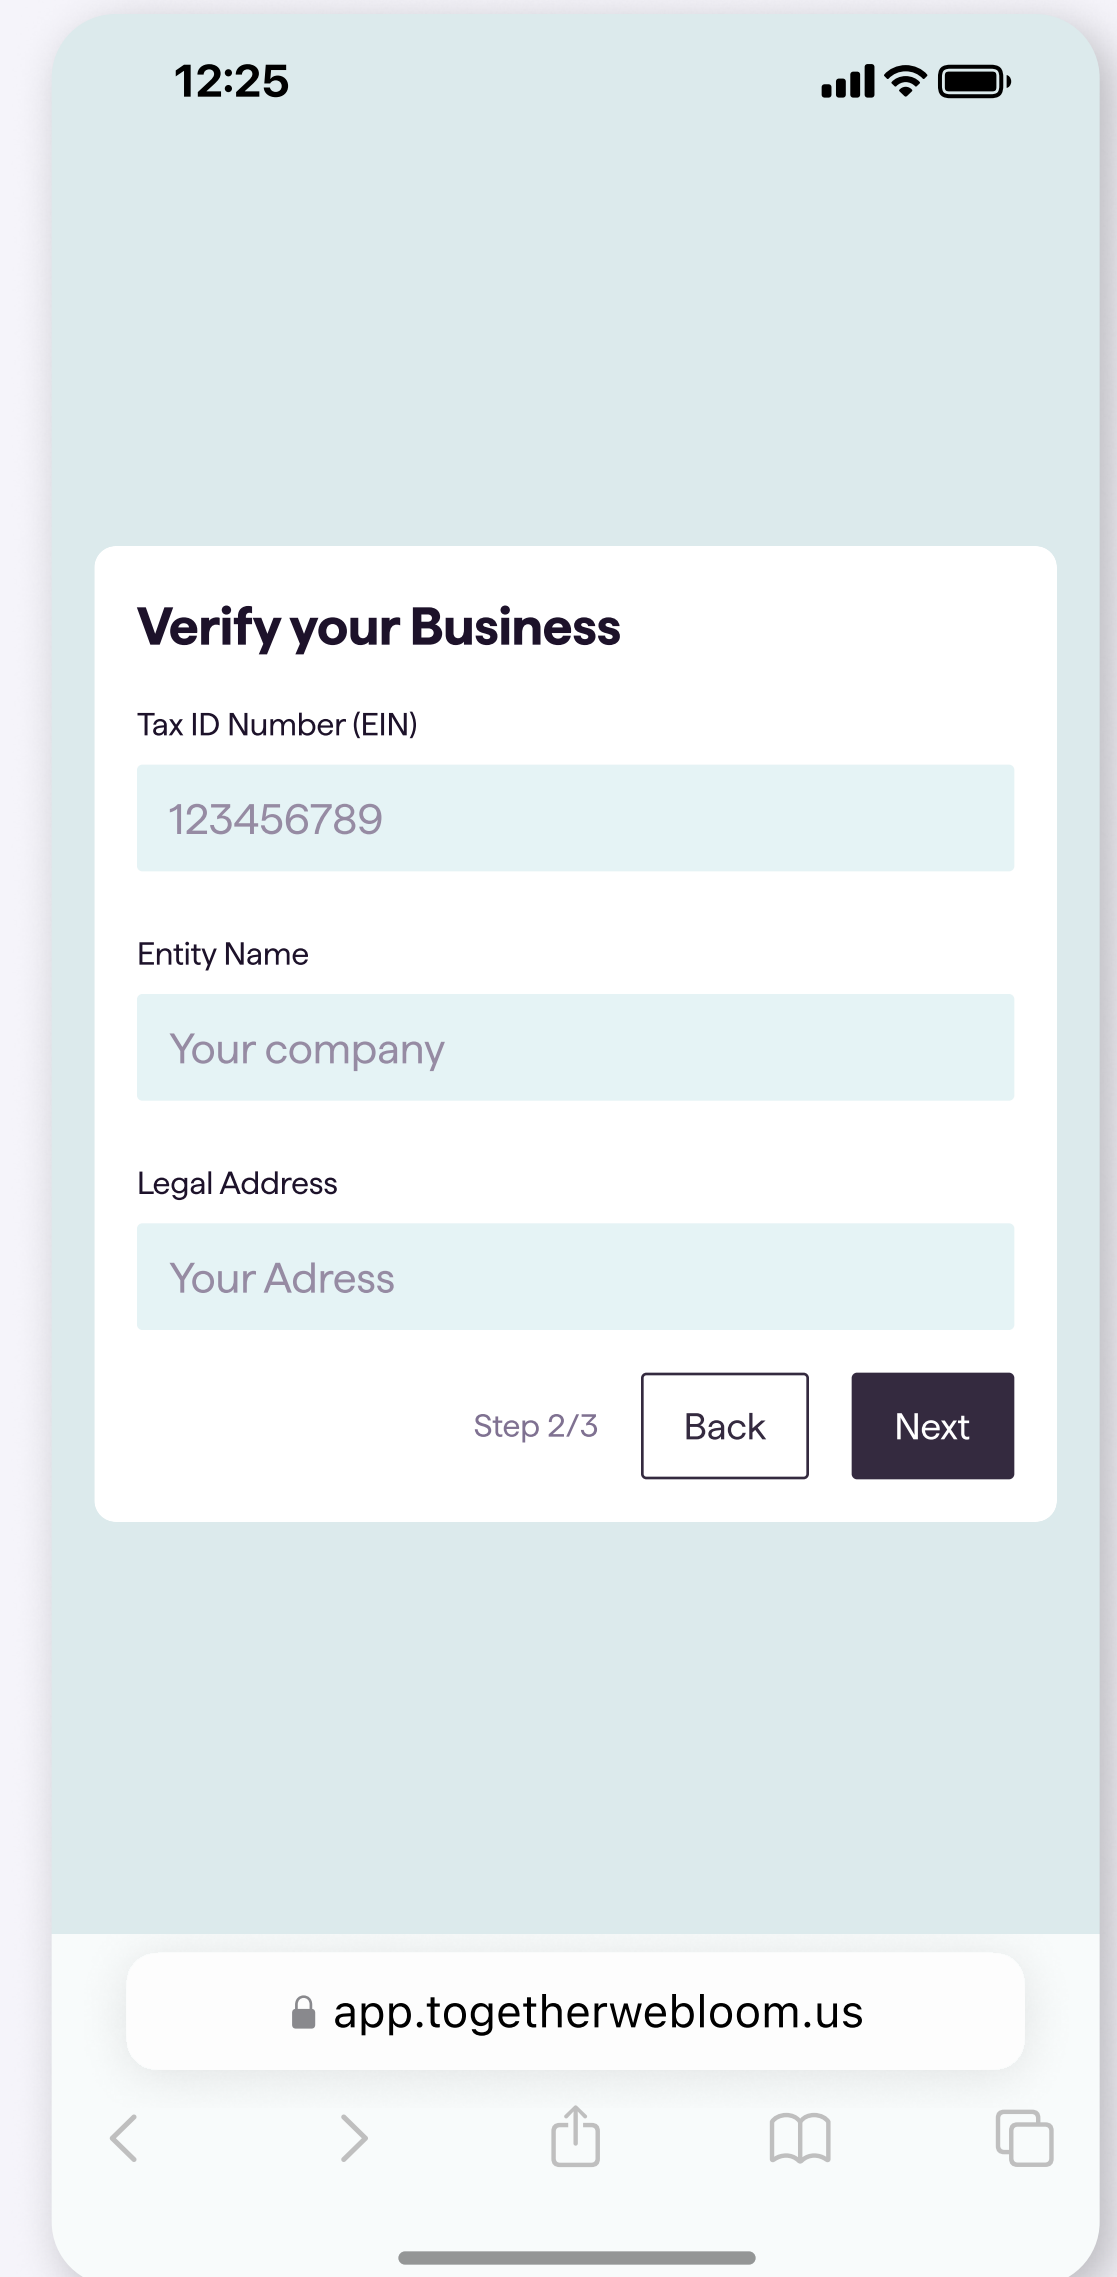 12:25
Verify your Business
Tax ID Number (EIN)
123456789
Entity Name
Your company
Legal Address
Your Adress
Step 2/3
Back
Next
app.togetherwebloom.us